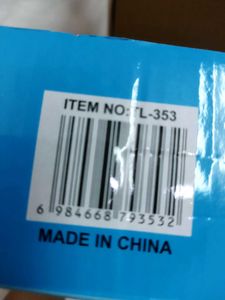 ITEM NO:TL-353
6 984668 793532
MADE IN CHINA